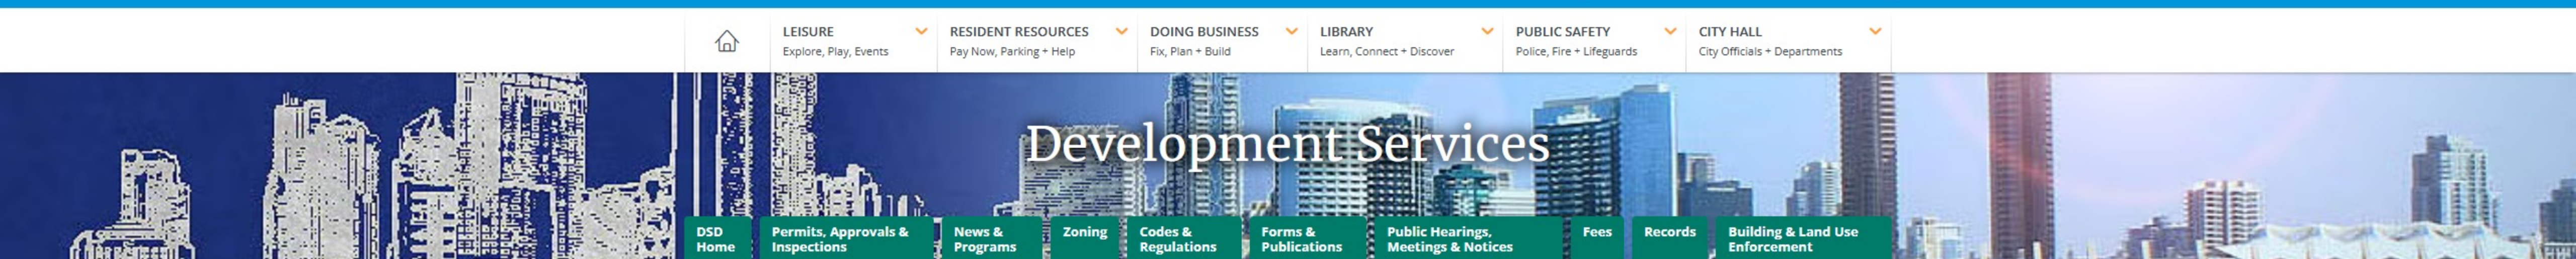 LEISURE
Explore, Play, Events
RESIDENT RESOURCES
Pay Now, Parking + Help
DOING BUSINESS
Fix, Plan + Build
LIBRARY
Learn, Connect + Discover
PUBLIC SAFETY
Police, Fire + Lifeguards
CITY HALL
City Officials + Departments
Development Services
DSD
Home
Permits, Approvals &
Inspections
News &
Programs
Zoning
Codes &
Regulations
Forms &
Publications
Public Hearings,
Meetings & Notices
Fees
Records
Building & Land Use
Enforcement